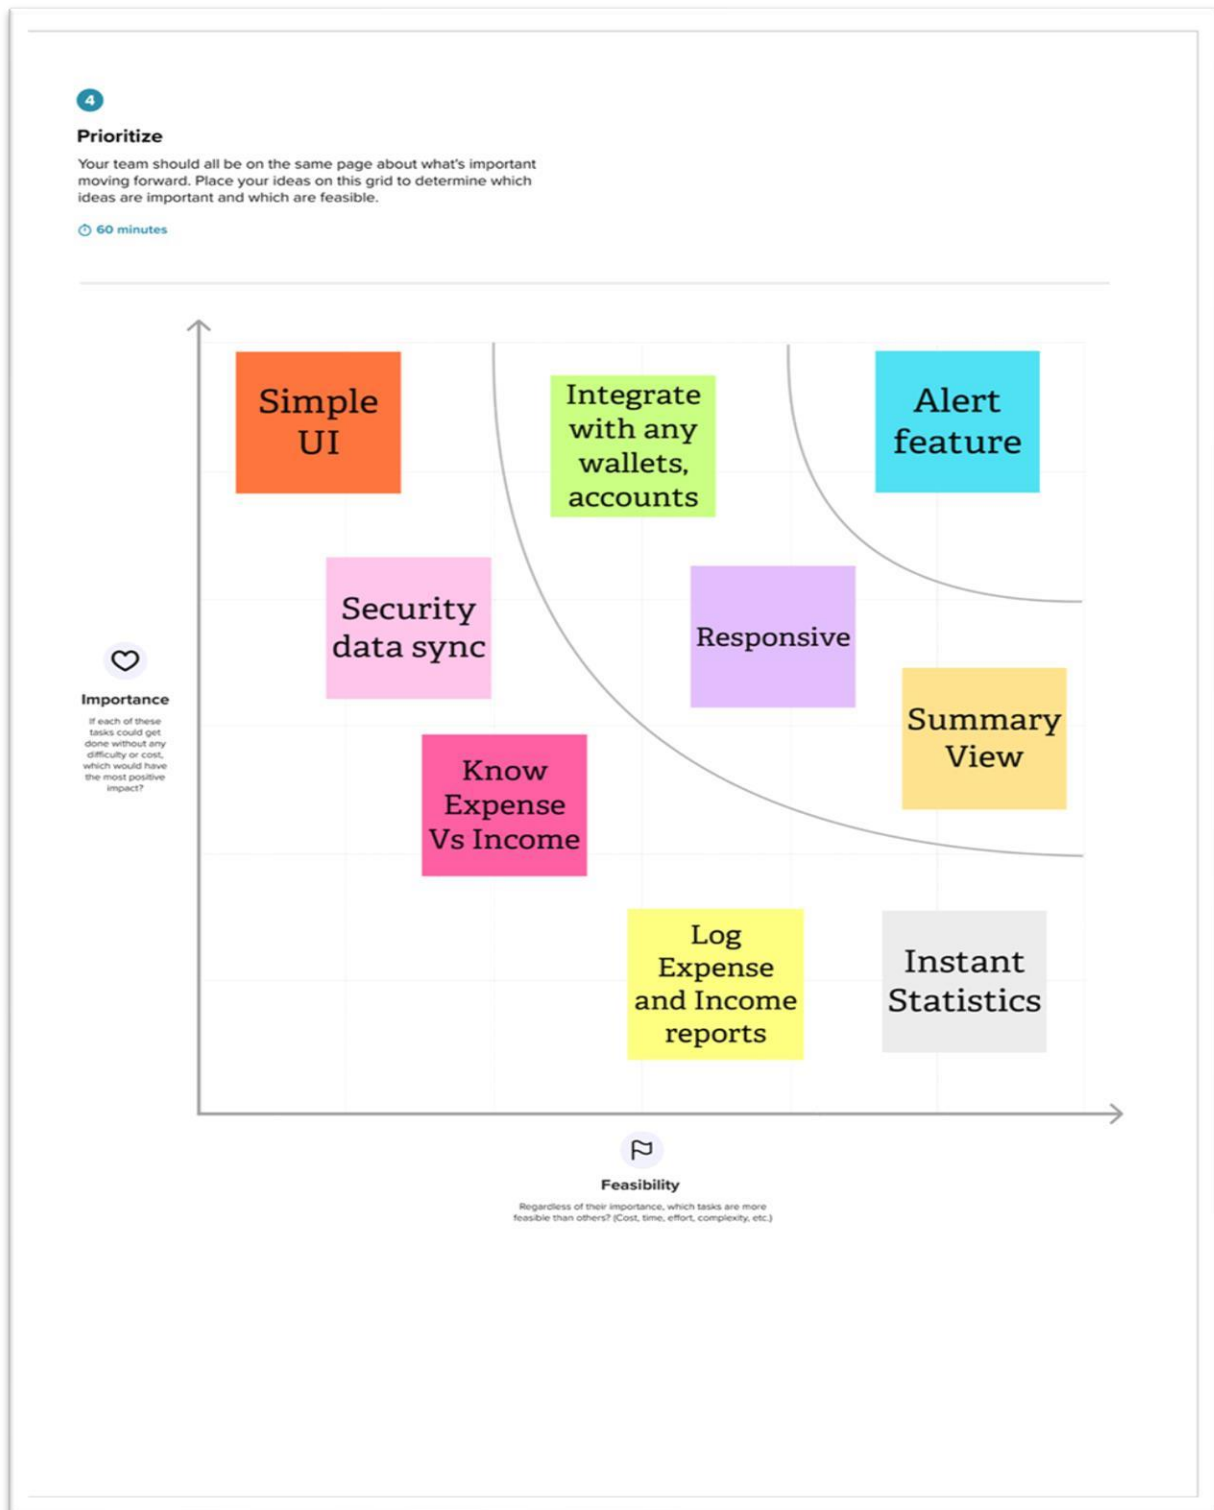 4
Prioritize
Your team should all be on the same page about what's important
moving forward. Place your ideas on this grid to determine which
ideas are important and which are feasible.
60 minutes
Simple
UI
Integrate
with any
wallets,
accounts
Alert
feature
Security
data sync
Responsive
Summary
View
Know
Expense
Vs Income
Log
Expense
and Income
reports
Instant
Statistics
Importance
If each of these
tasks could get
done without any
difficulty or cost,
which would have
the most positive
impact?
Feasibility
Regardless of their importance, which tasks are more
feasible than others? (Cost, time, effort, complexity, etc.)